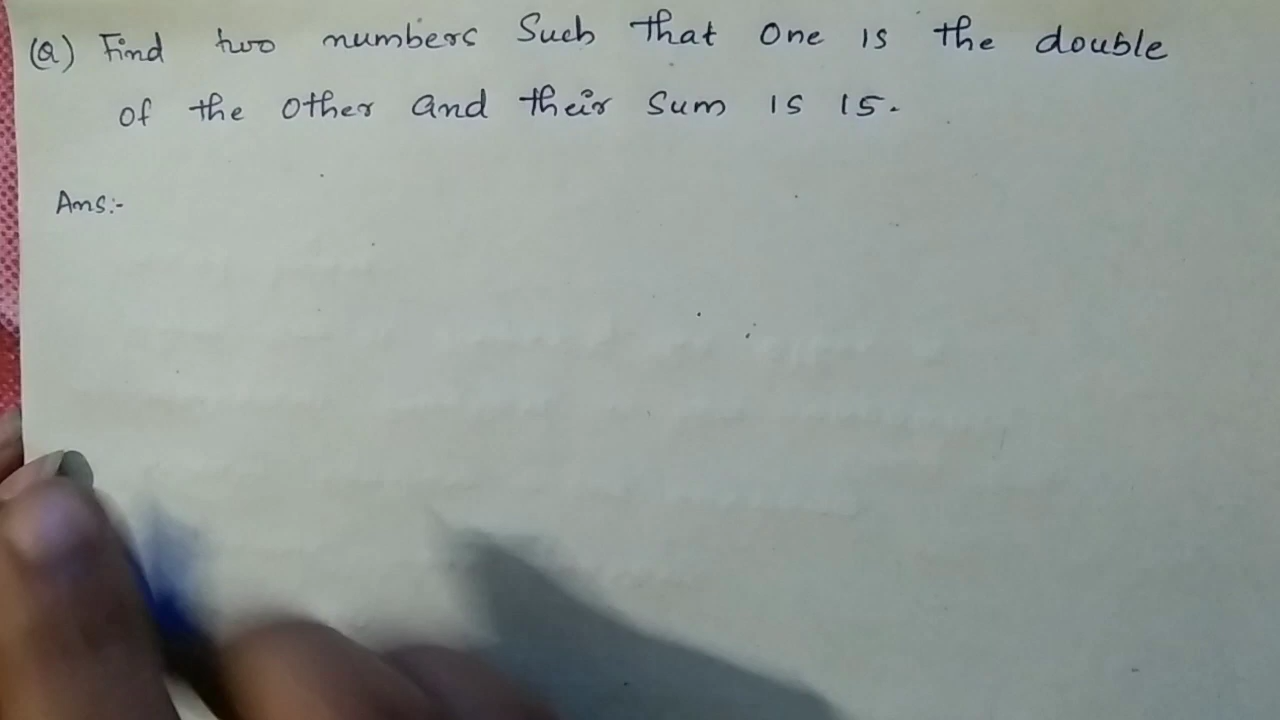 (Q) Find two numbers Such that One is the double
of the Other and their Sum is 15.
Ans:-